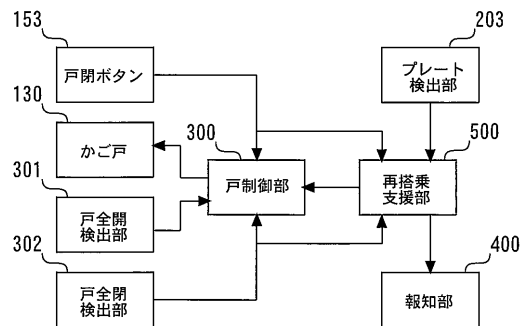 153
戸閉ボタン
203
プレート
検出部
130
かご戸
300
戸制御部
500
再搭乗
支援部
301
戸全開
検出部
302
戸全閉
検出部
400
報知部